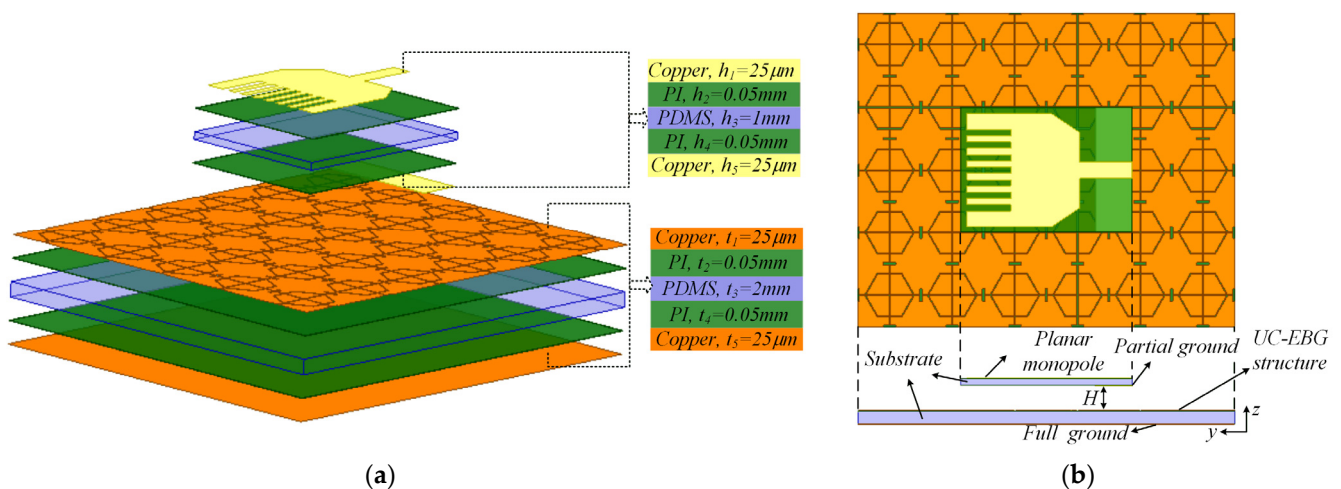 Copper, h1=25μm
PI, h2=0.05mm
PDMS, h3=1mm
PI, h4=0.05mm
Copper, h5=25μm
Copper, t1=25μm
PI, t2=0.05mm
PDMS, t3=2mm
PI, t4=0.05mm
Copper, t5=25μm
(a)
Substrate
Planar
monopole
Partial ground
UC-EBG
structure
H
Full ground
z
y
(b)